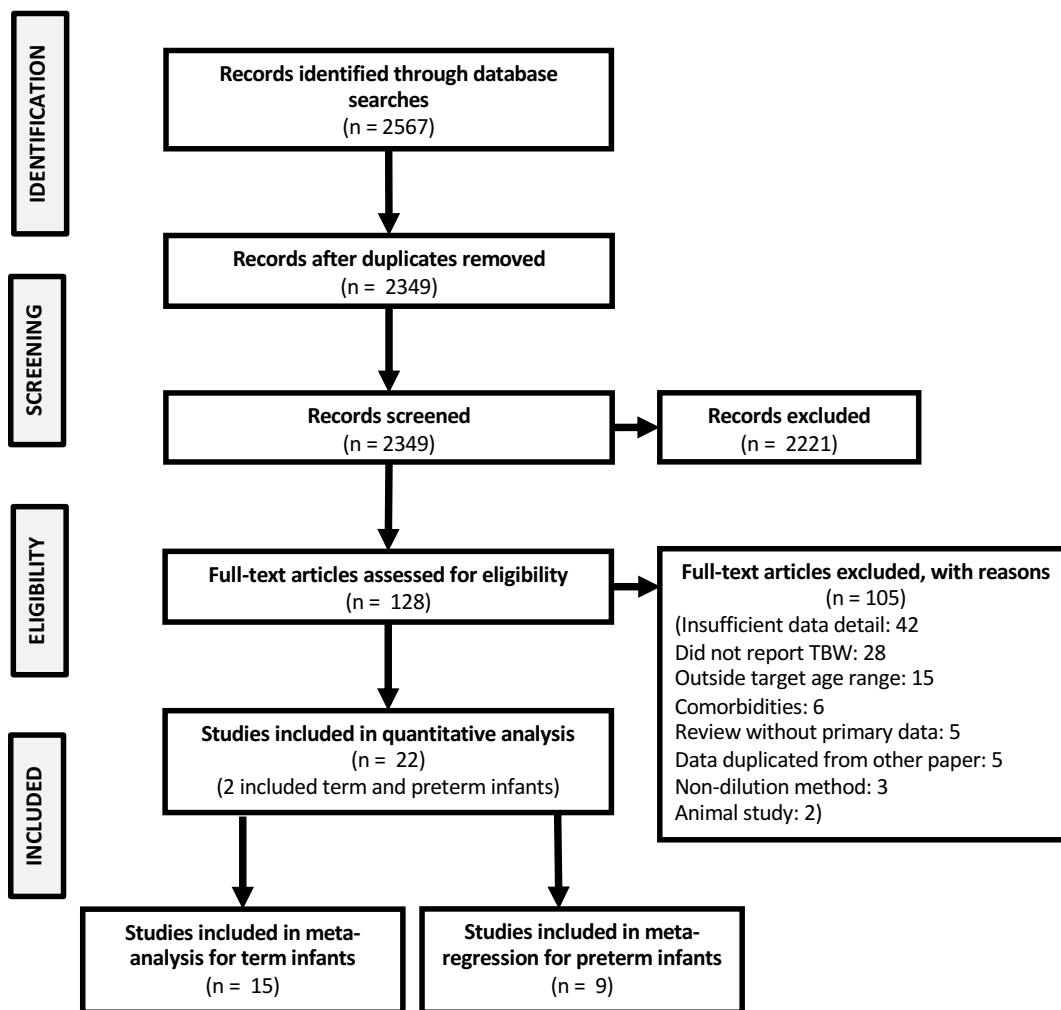 IDENTIFICATION
Records identified through database
searches
(n = 2567)
Records after duplicates removed
(n = 2349)
SCREENING
Records screened
(n = 2349)
Records excluded
(n = 2221)
ELIGIBILITY
Full-text articles assessed for eligibility
(n = 128)
Full-text articles excluded, with reasons
(n = 105)
(Insufficient data detail: 42
Did not report TBW: 28
Outside target age range: 15
Comorbidities: 6
Review without primary data: 5
Data duplicated from other paper: 5
Non-dilution method: 3
Animal study: 2)
INCLUDED
Studies included in quantitative analysis
(n = 22)
(2 included term and preterm infants)
Studies included in meta-
analysis for term infants
(n = 15)
Studies included in meta-
regression for preterm infants
(n = 9)